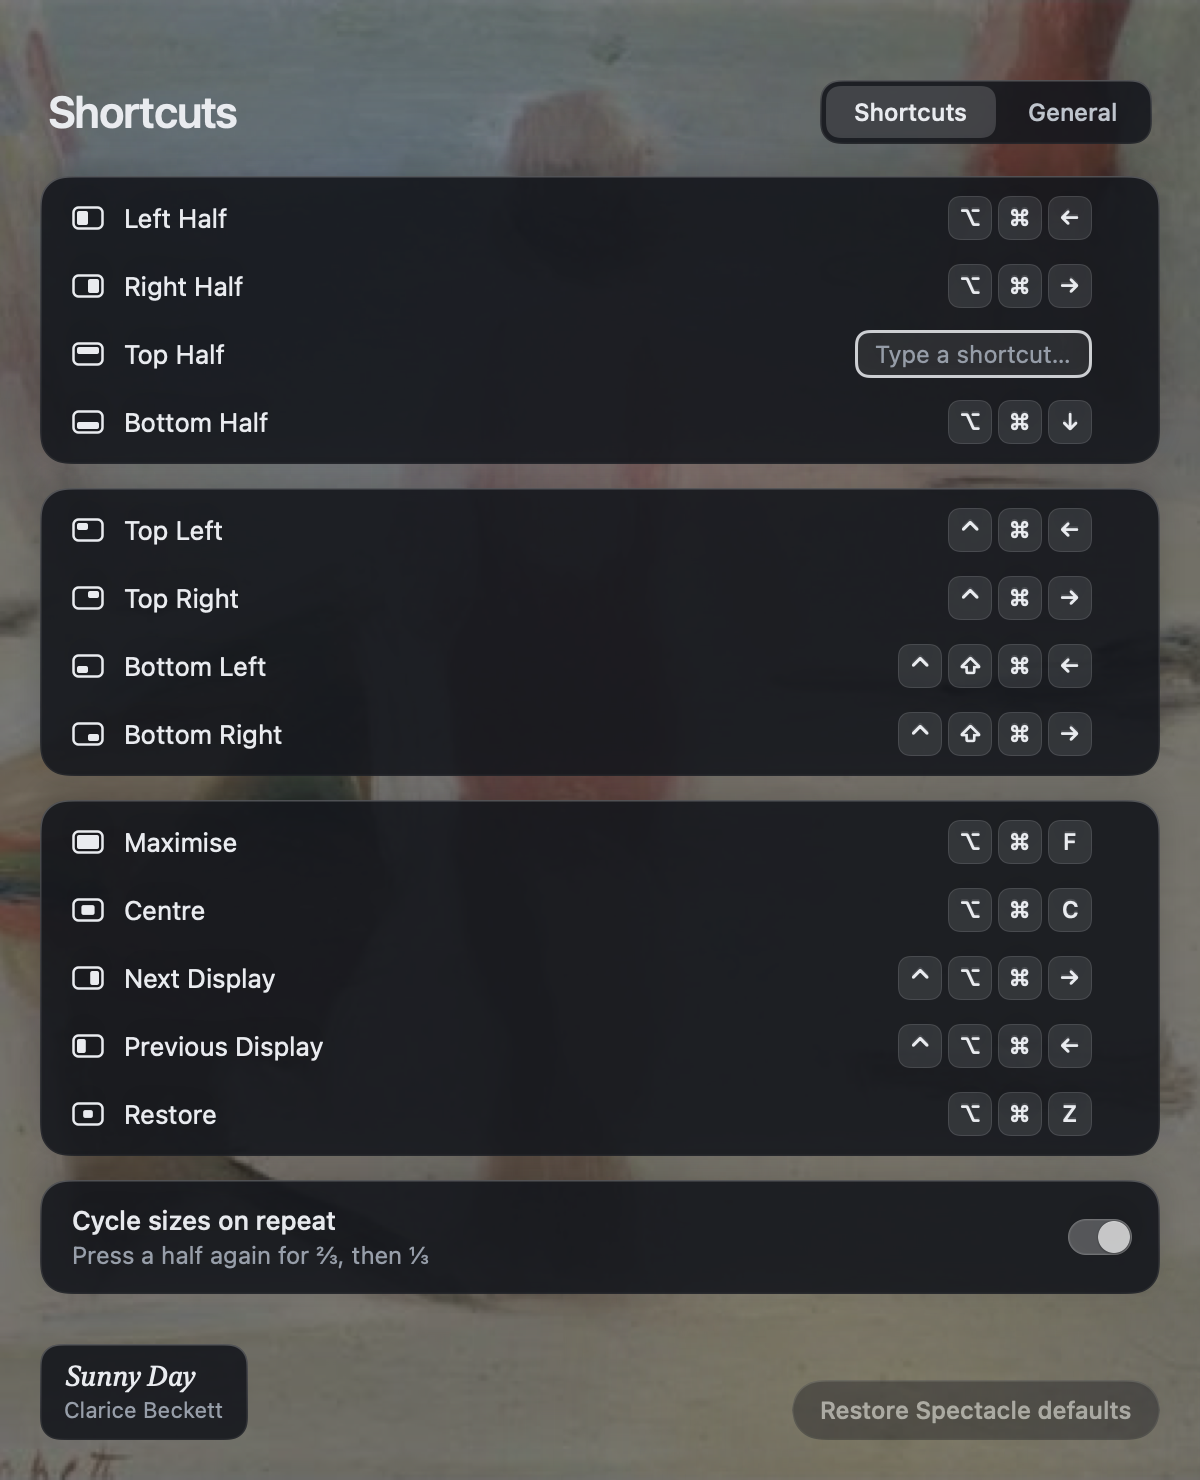 Shortcuts
Shortcuts General
Left Half ⌥ ⌘ ←
Right Half ⌥ ⌘ →
Top Half Type a shortcut...
Bottom Half ⌥ ⌘ ↓
Top Left ^ ⌘ ←
Top Right ^ ⌘ →
Bottom Left ^ ⇧ ⌘ ←
Bottom Right ^ ⇧ ⌘ →
Maximise ⌥ ⌘ F
Centre ⌥ ⌘ C
Next Display ^ ⌥ ⌘ →
Previous Display ^ ⌥ ⌘ ←
Restore ⌥ ⌘ Z
Cycle sizes on repeat
Press a half again for ⅔, then ⅓
Sunny Day
Clarice Beckett
Restore Spectacle defaults